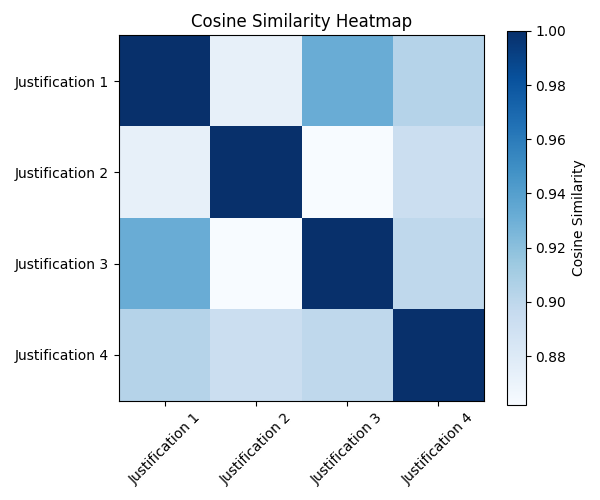 Cosine Similarity Heatmap
Justification 1
Justification 2
Justification 3
Justification 4
Justification 1
Justification 2
Justification 3
Justification 4
1.00
0.98
0.96
0.94
0.92
0.90
0.88
Cosine Similarity